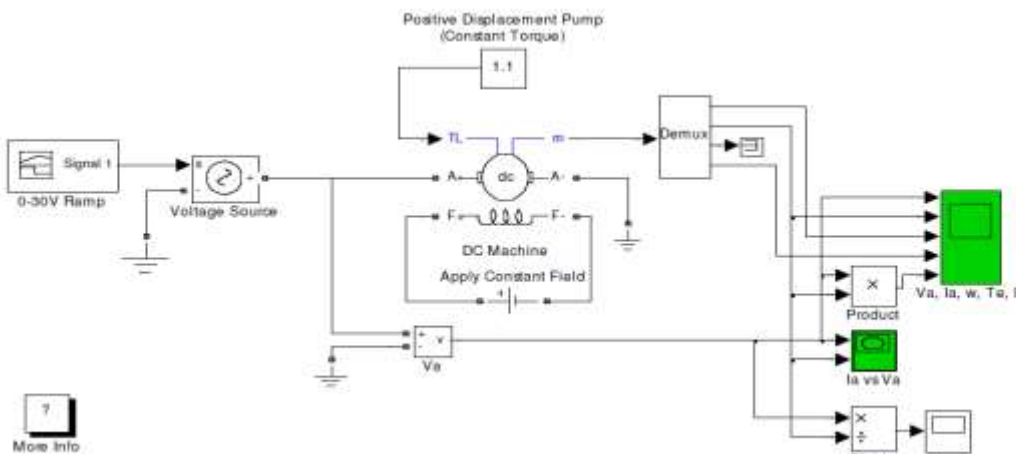 Positive Displacement Pump
(Constant Torque)
1.1
Demux
Signal 1
TL
m
s
-
+
A+
dc
A-
0-30V Ramp
Voltage Source
F+
F-
DC Machine
Apply Constant Field
+
×
Va, Ia, w, Te,
Product
+
-
v
Va
Ia vs Va
?
×
÷
More Info